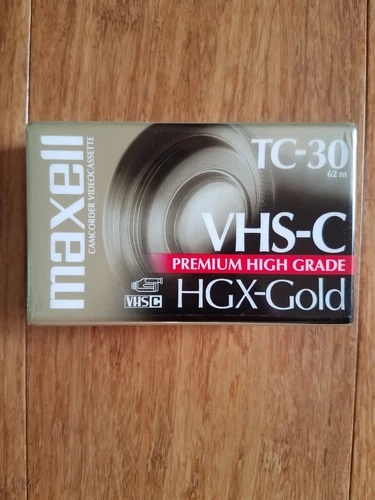 maxell
CAMCORDER VIDEOCASSETTE
TC-30
62 m
VHS-C
PREMIUM HIGH GRADE
VHS C
HGX-Gold